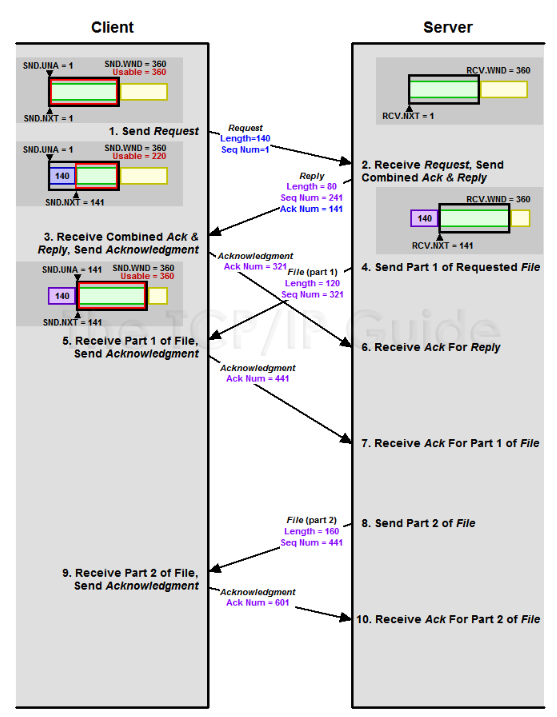 Client
Server
SND.UNA = 1
SND.WND = 360
Usable = 360
SND.NXT = 1
RCV.WND = 360
RCV.NXT = 1
1. Send Request
Request
Length=140
Seq Num=1
SND.UNA = 1
SND.WND = 360
Usable = 220
140
SND.NXT = 141
2. Receive Request, Send
Combined Ack & Reply
Reply
Length = 80
Seq Num = 241
Ack Num = 141
RCV.WND = 360
140
RCV.NXT = 141
3. Receive Combined Ack &
Reply, Send Acknowledgment
Acknowledgment
Ack Num = 321
4. Send Part 1 of Requested File
File (part 1)
Length = 120
Seq Num = 321
SND.UNA = 141
SND.WND = 360
Usable = 360
140
SND.NXT = 141
The TCP/IP Guide
5. Receive Part 1 of File,
Send Acknowledgment
6. Receive Ack For Reply
Acknowledgment
Ack Num = 441
7. Receive Ack For Part 1 of File
8. Send Part 2 of File
File (part 2)
Length = 160
Seq Num = 441
9. Receive Part 2 of File,
Send Acknowledgment
Acknowledgment
Ack Num = 601
10. Receive Ack For Part 2 of File